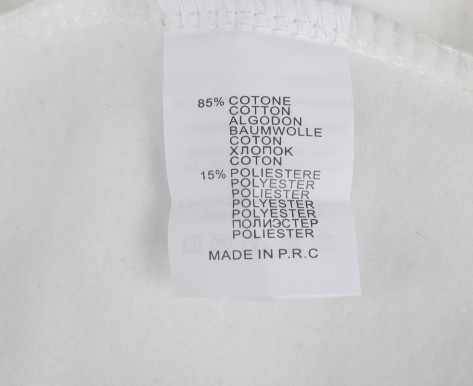 85% COTONE
COTTON
ALGODON
BAUMWOLLE
COTON
ХЛОПОК
COTON
15% POLIESTERE
POLYESTER
POLIESTER
POLYESTER
POLYESTER
ПОЛИЭСТЕР
POLIESTER
MADE IN P.R.C